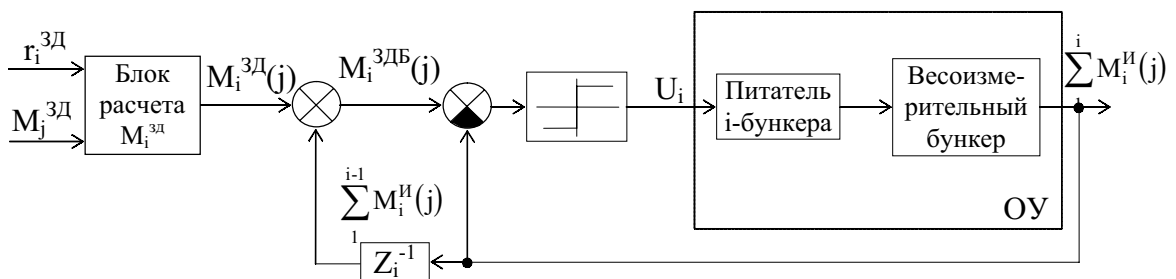 r_i^ЗД
M_j^ЗД
Блок
расчета
M_i^зд
M_i^ЗД(j)
M_i^ЗДБ(j)
U_i
Питатель
i-бункера
Весоизме-
рительный
бункер
i
∑ M_i^И(j)
1
ОУ
i-1
∑ M_i^И(j)
1
Z_i^-1